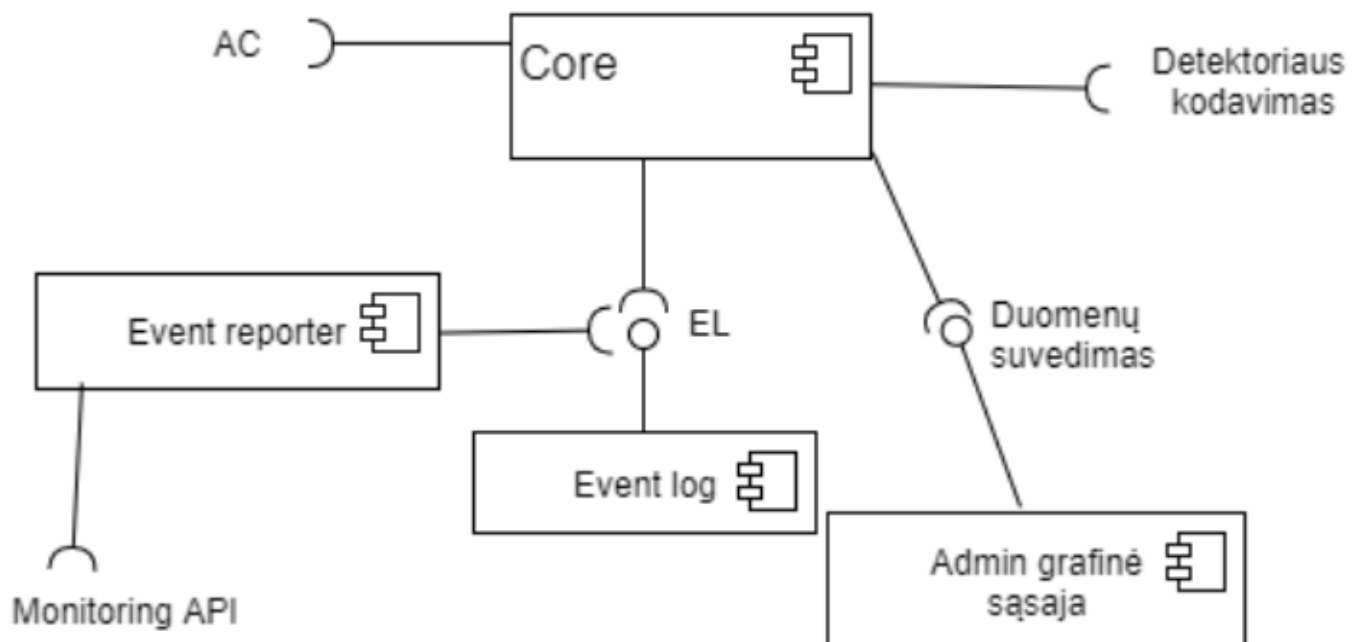 AC
Core
Detektoriaus
kodavimas
Event reporter
EL
Duomenų
suvedimas
Event log
Admin grafinė
sąsaja
Monitoring API